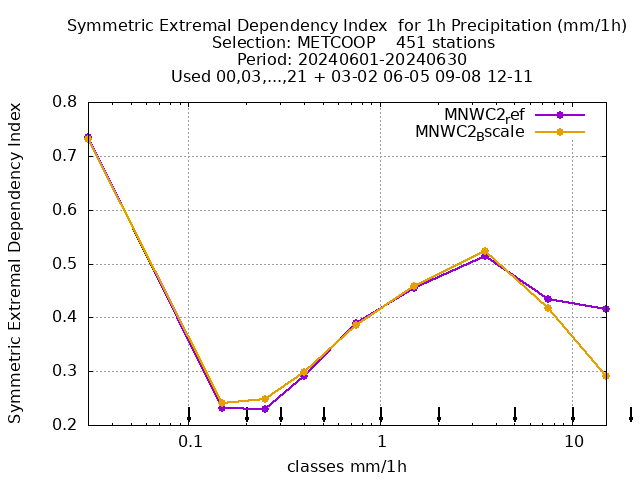 Symmetric Extremal Dependency Index  for 1h Precipitation (mm/1h)
Selection: METCOOP    451 stations
Period: 20240601-20240630
Used 00,03,...,21 + 03-02 06-05 09-08 12-11
MNWC2ref
MNWC2Bscale
Symmetric Extremal Dependency Index
0.8
0.7
0.6
0.5
0.4
0.3
0.2
0.1 1 10
classes mm/1h